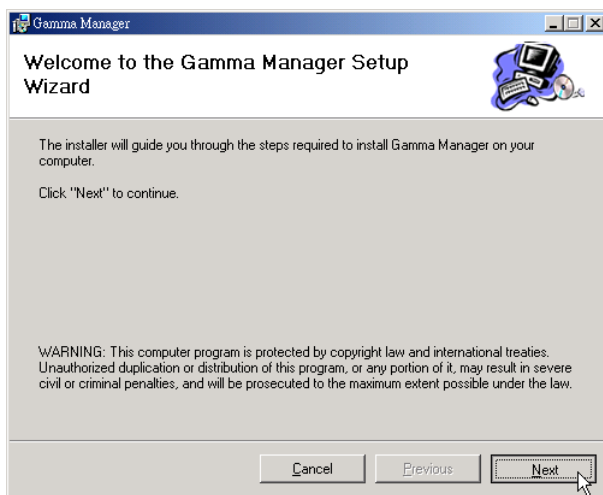 Gamma Manager
Welcome to the Gamma Manager Setup
Wizard
The installer will guide you through the steps required to install Gamma Manager on your
computer.
Click "Next" to continue.
WARNING: This computer program is protected by copyright law and international treaties.
Unauthorized duplication or distribution of this program, or any portion of it, may result in severe
civil or criminal penalties, and will be prosecuted to the maximum extent possible under the law.
Cancel
Previous
Next